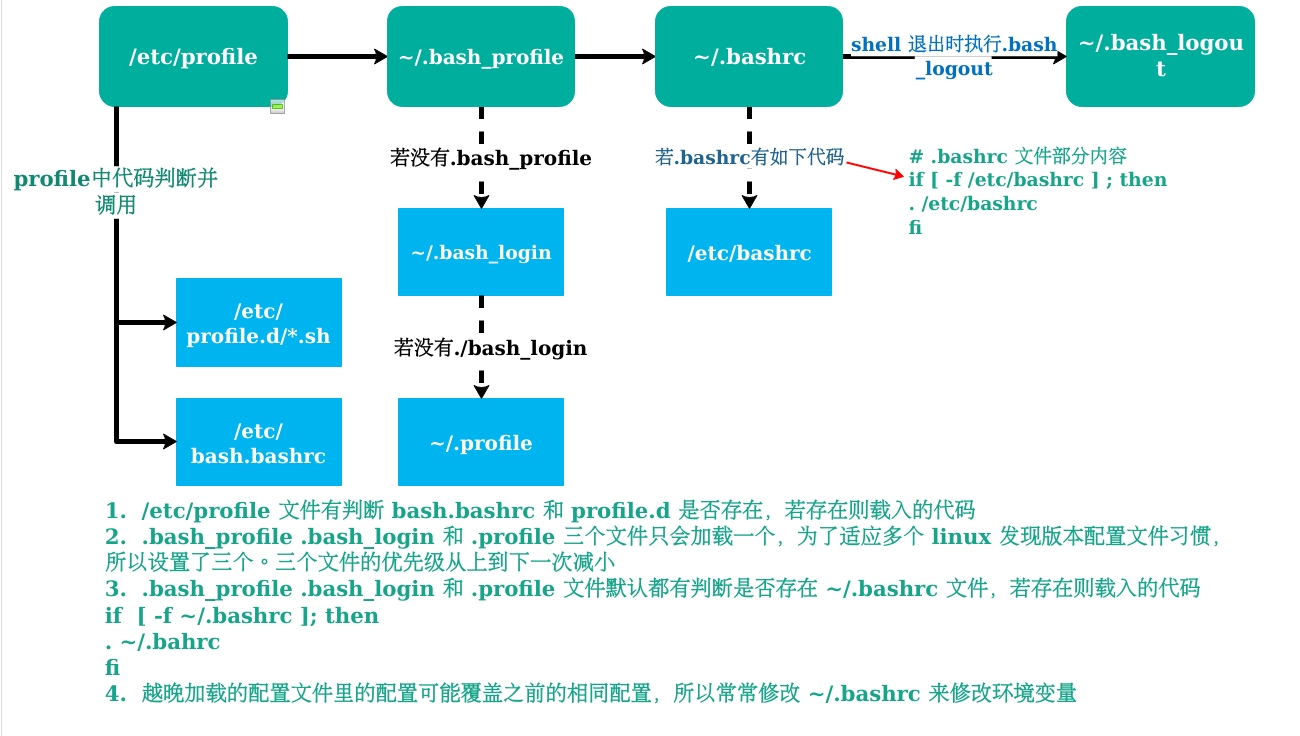 /etc/profile
~/.bash_profile
~/.bashrc
shell 退出时执行.bash
_logout
~/.bash_logou
t
profile中代码判断并
调用
若没有.bash_profile
若.bashrc有如下代码
# .bashrc 文件部分内容
if [ -f /etc/bashrc ] ; then
. /etc/bashrc
fi
~/.bash_login
/etc/bashrc
/etc/
profile.d/*.sh
若没有./bash_login
/etc/
bash.bashrc
~/.profile
1. /etc/profile 文件有判断 bash.bashrc 和 profile.d 是否存在，若存在则载入的代码
2. .bash_profile .bash_login 和 .profile 三个文件只会加载一个，为了适应多个 linux 发现版本配置文件习惯，
所以设置了三个。三个文件的优先级从上到下一次减小
3. .bash_profile .bash_login 和 .profile 文件默认都有判断是否存在 ~/.bashrc 文件，若存在则载入的代码
if [ -f ~/.bashrc ]; then
. ~/.bahrc
fi
4. 越晚加载的配置文件里的配置可能覆盖之前的相同配置，所以常常修改 ~/.bashrc 来修改环境变量